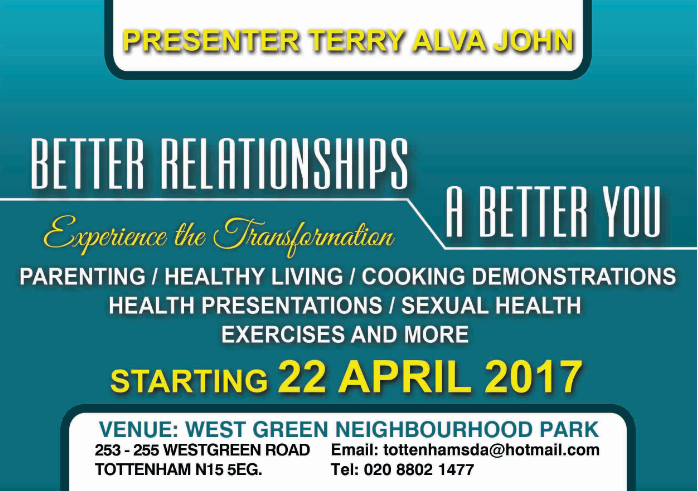 PRESENTER TERRY ALVA JOHN
BETTER RELATIONSHIPS
A BETTER YOU
Experience the Transformation
PARENTING / HEALTHY LIVING / COOKING DEMONSTRATIONS
HEALTH PRESENTATIONS / SEXUAL HEALTH
EXERCISES AND MORE
STARTING 22 APRIL 2017
VENUE: WEST GREEN NEIGHBOURHOOD PARK
253 - 255 WESTGREEN ROAD Email: tottenhamsda@hotmail.com
TOTTENHAM N15 5EG. Tel: 020 8802 1477